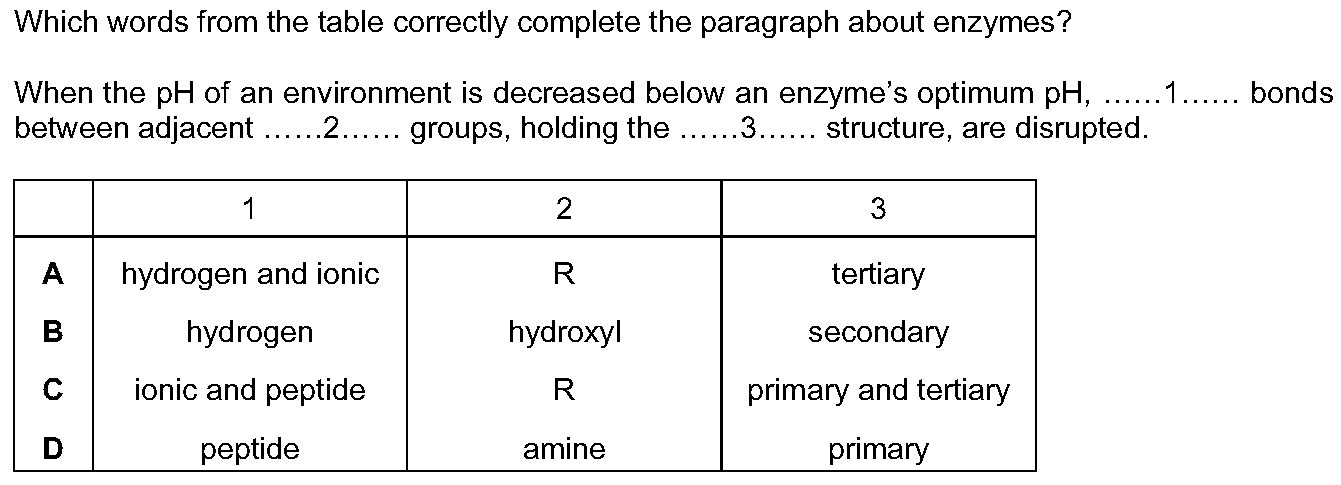 Which words from the table correctly complete the paragraph about enzymes?
When the pH of an environment is decreased below an enzyme's optimum pH, ......1...... bonds
between adjacent ......2...... groups, holding the ......3...... structure, are disrupted.
1 2 3
A hydrogen and ionic R tertiary
B hydrogen hydroxyl secondary
C ionic and peptide R primary and tertiary
D peptide amine primary